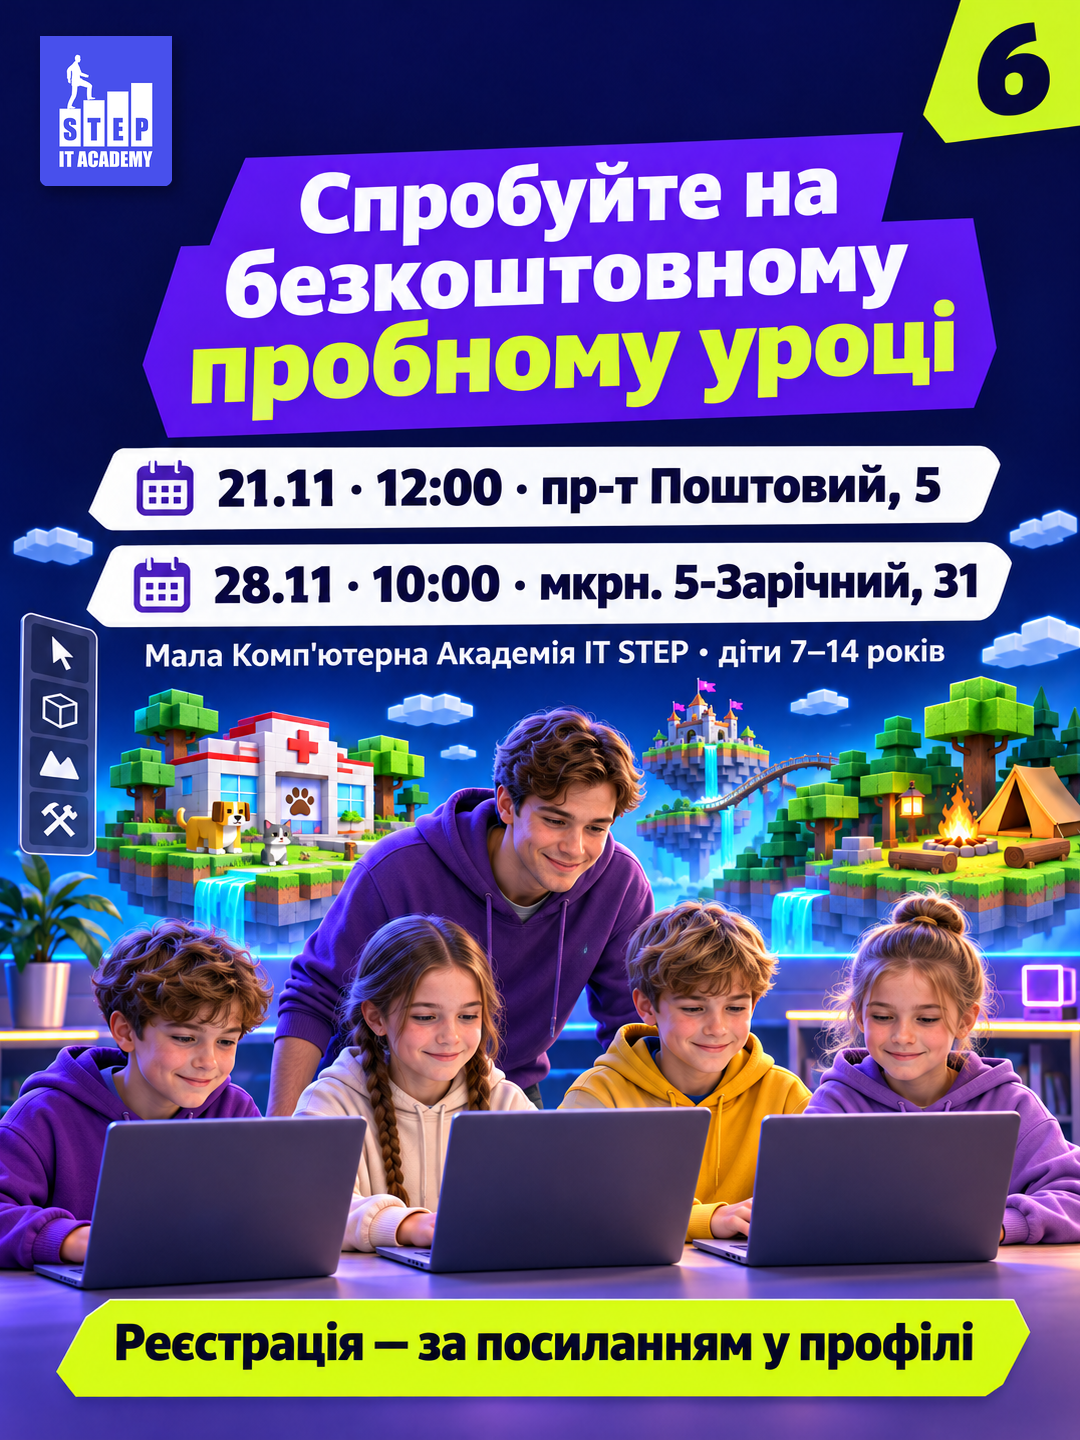 STEP
IT ACADEMY
6
Спробуйте на
безкоштовному
пробному уроці
21.11 · 12:00 · пр-т Поштовий, 5
28.11 · 10:00 · мкрн. 5-Зарічний, 31
Мала Комп'ютерна Академія IT STEP • діти 7–14 років
Реєстрація — за посиланням у профілі